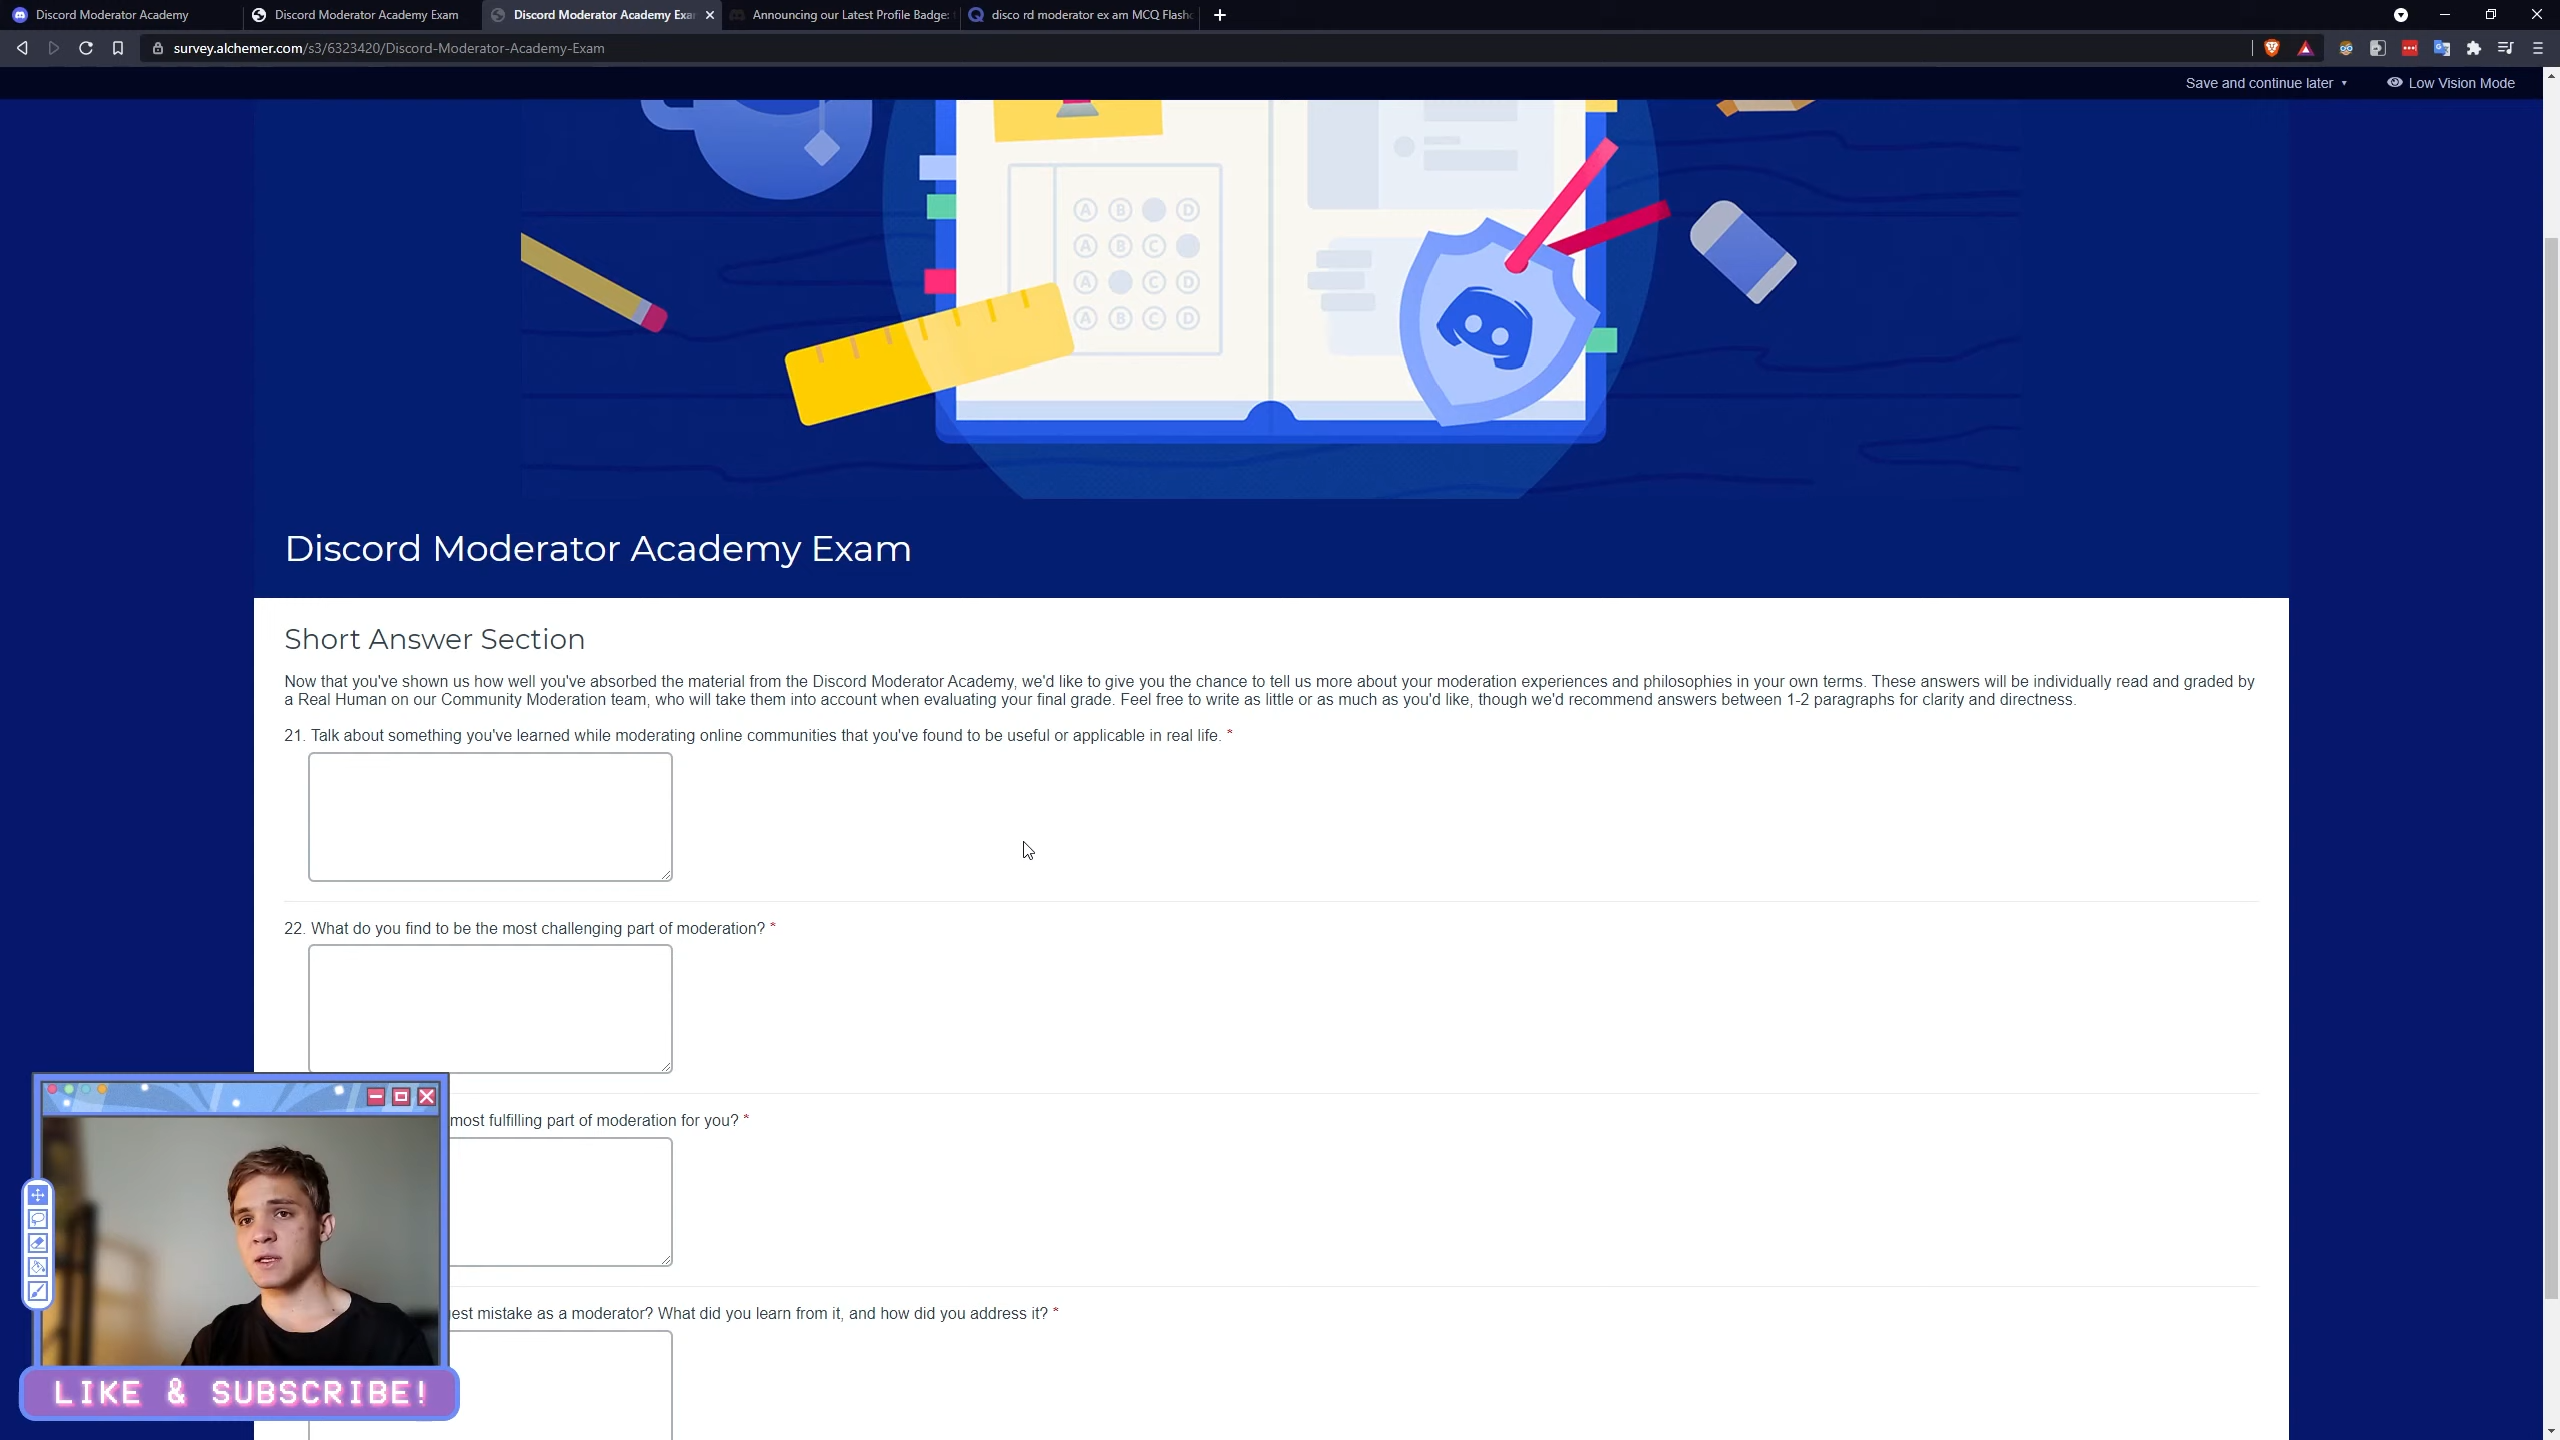 Discord Moderator Academy
Discord Moderator Academy Exam
Discord Moderator Academy Exa
Announcing our Latest Profile Badge:
disco rd moderator ex am MCQ Flash
survey.alchemer.com/s3/6323420/Discord-Moderator-Academy-Exam
Save and continue later
Low Vision Mode
A B D
A B C
A C D
A B C D
Discord Moderator Academy Exam
Short Answer Section
Now that you've shown us how well you've absorbed the material from the Discord Moderator Academy, we'd like to give you the chance to tell us more about your moderation experiences and philosophies in your own terms. These answers will be individually read and graded by
a Real Human on our Community Moderation team, who will take them into account when evaluating your final grade. Feel free to write as little or as much as you'd like, though we'd recommend answers between 1-2 paragraphs for clarity and directness.
21. Talk about something you've learned while moderating online communities that you've found to be useful or applicable in real life. *
22. What do you find to be the most challenging part of moderation? *
most fulfilling part of moderation for you? *
est mistake as a moderator? What did you learn from it, and how did you address it? *
LIKE & SUBSCRIBE!